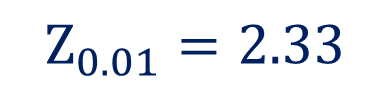 Z₀.₀₁ = 2.33